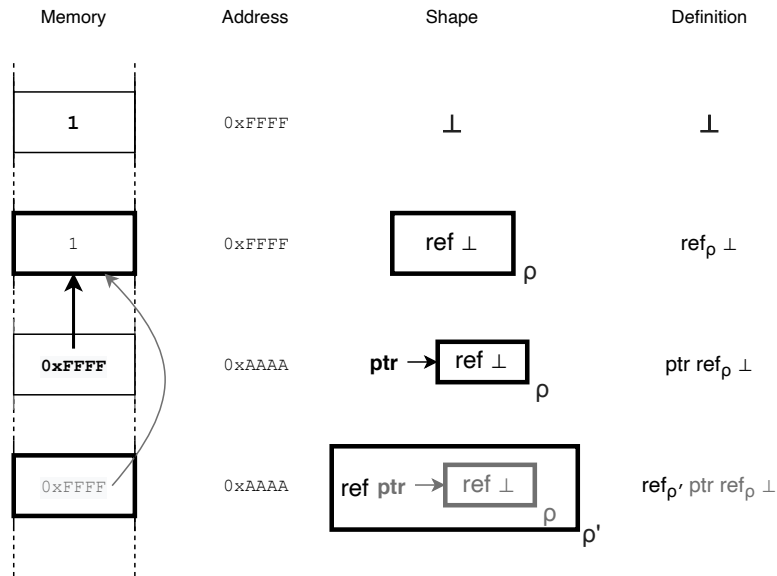 Memory Address Shape Definition
1 0xFFFF ⊥ ⊥
1 0xFFFF ref ⊥ ρ refρ ⊥
0xFFFF 0xAAAA ptr ref ⊥ ρ ptr refρ ⊥
0xFFFF 0xAAAA ref ptr ref ⊥ ρ ρ' refρ' ptr refρ ⊥